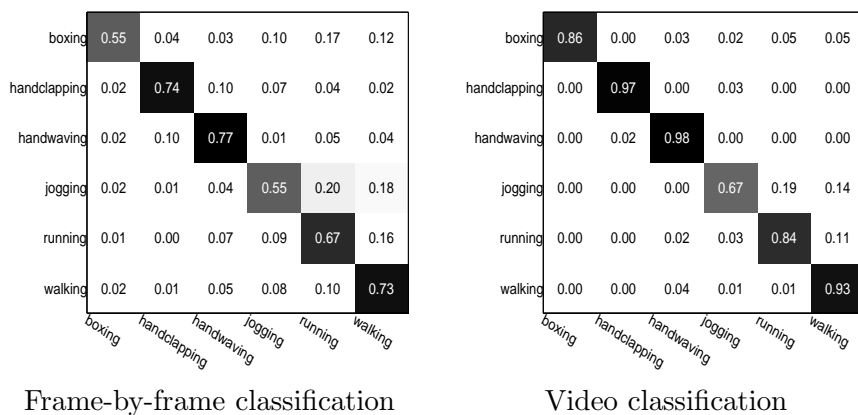 boxing 0.55 0.04 0.03 0.10 0.17 0.12
handclapping 0.02 0.74 0.10 0.07 0.04 0.02
handwaving 0.02 0.10 0.77 0.01 0.05 0.04
jogging 0.02 0.01 0.04 0.55 0.20 0.18
running 0.01 0.00 0.07 0.09 0.67 0.16
walking 0.02 0.01 0.05 0.08 0.10 0.73
boxing handclapping handwaving jogging running walking
Frame-by-frame classification
boxing 0.86 0.00 0.03 0.02 0.05 0.05
handclapping 0.00 0.97 0.00 0.03 0.00 0.00
handwaving 0.00 0.02 0.98 0.00 0.00 0.00
jogging 0.00 0.00 0.00 0.67 0.19 0.14
running 0.00 0.00 0.02 0.03 0.84 0.11
walking 0.00 0.00 0.04 0.01 0.01 0.93
boxing handclapping handwaving jogging running walking
Video classification